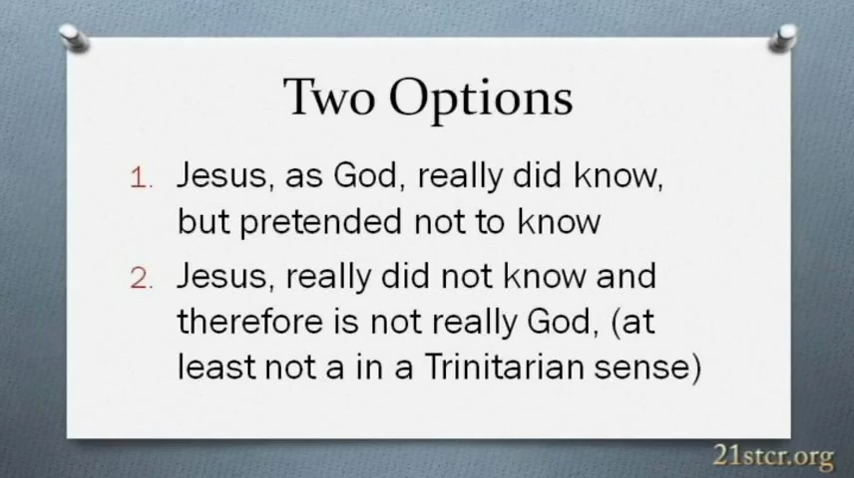 Two Options
1. Jesus, as God, really did know,
but pretended not to know
2. Jesus, really did not know and
therefore is not really God, (at
least not a in a Trinitarian sense)
21stcr.org